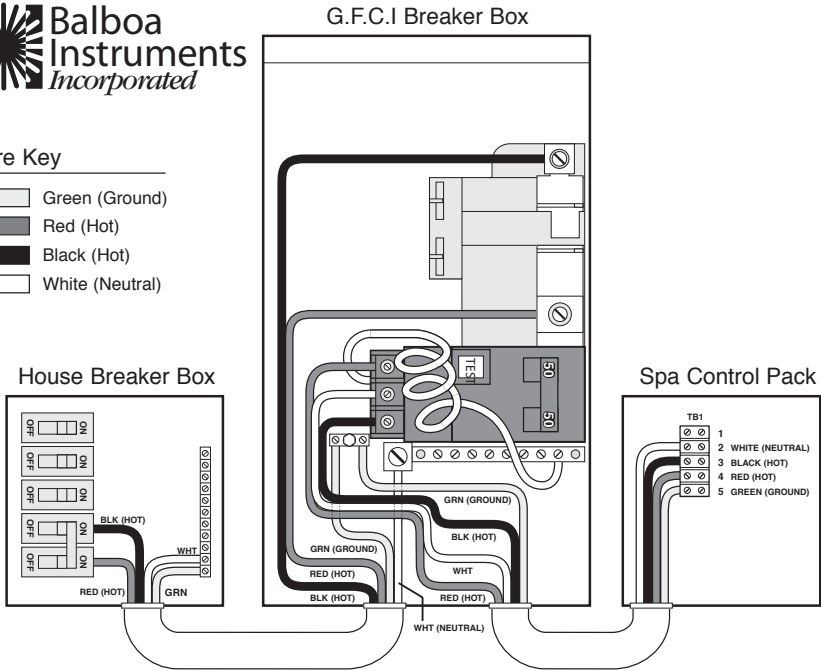 Balboa
Instruments
Incorporated
G.F.C.I Breaker Box
re Key
Green (Ground)
Red (Hot)
Black (Hot)
White (Neutral)
House Breaker Box
OFF ON
OFF ON
OFF ON
OFF ON
OFF ON
BLK (HOT)
WHT
RED (HOT)
GRN
TEST
50
50
GRN (GROUND)
BLK (HOT)
GRN (GROUND)
WHT
RED (HOT)
BLK (HOT)
RED (HOT)
WHT (NEUTRAL)
Spa Control Pack
TB1
1
2 WHITE (NEUTRAL)
3 BLACK (HOT)
4 RED (HOT)
5 GREEN (GROUND)